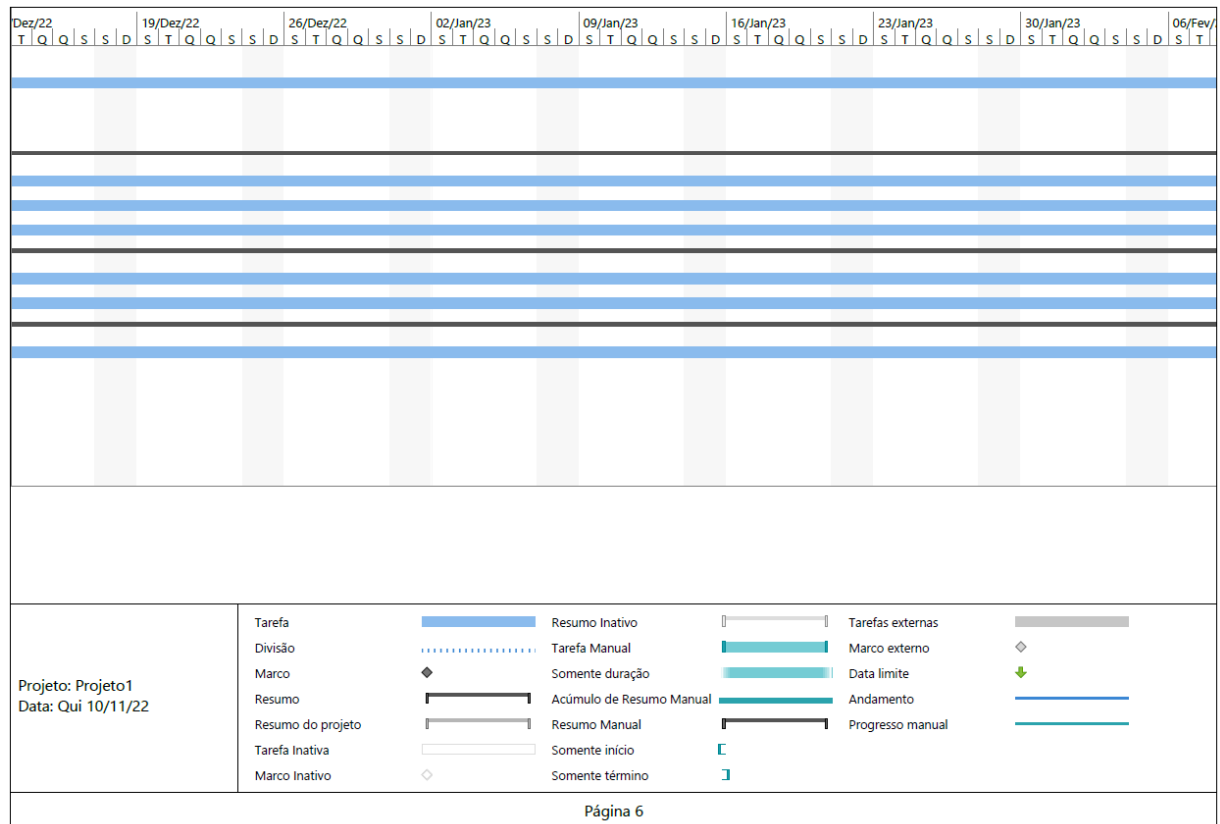 'Dez/22 19/Dez/22 26/Dez/22 02/Jan/23 09/Jan/23 16/Jan/23 23/Jan/23 30/Jan/23 06/Fev/
T Q Q S S D S T Q Q S S D S T Q Q S S D S T Q Q S S D S T Q Q S S D S T Q Q S S D S T Q Q S S D S T Q Q S S D S T
Tarefa Resumo Inativo Tarefas externas
Divisão Tarefa Manual Marco externo
Marco Somente duração Data limite
Resumo Acúmulo de Resumo Manual Andamento
Resumo do projeto Resumo Manual Progresso manual
Tarefa Inativa Somente início
Marco Inativo Somente término
Projeto: Projeto1
Data: Qui 10/11/22
Página 6